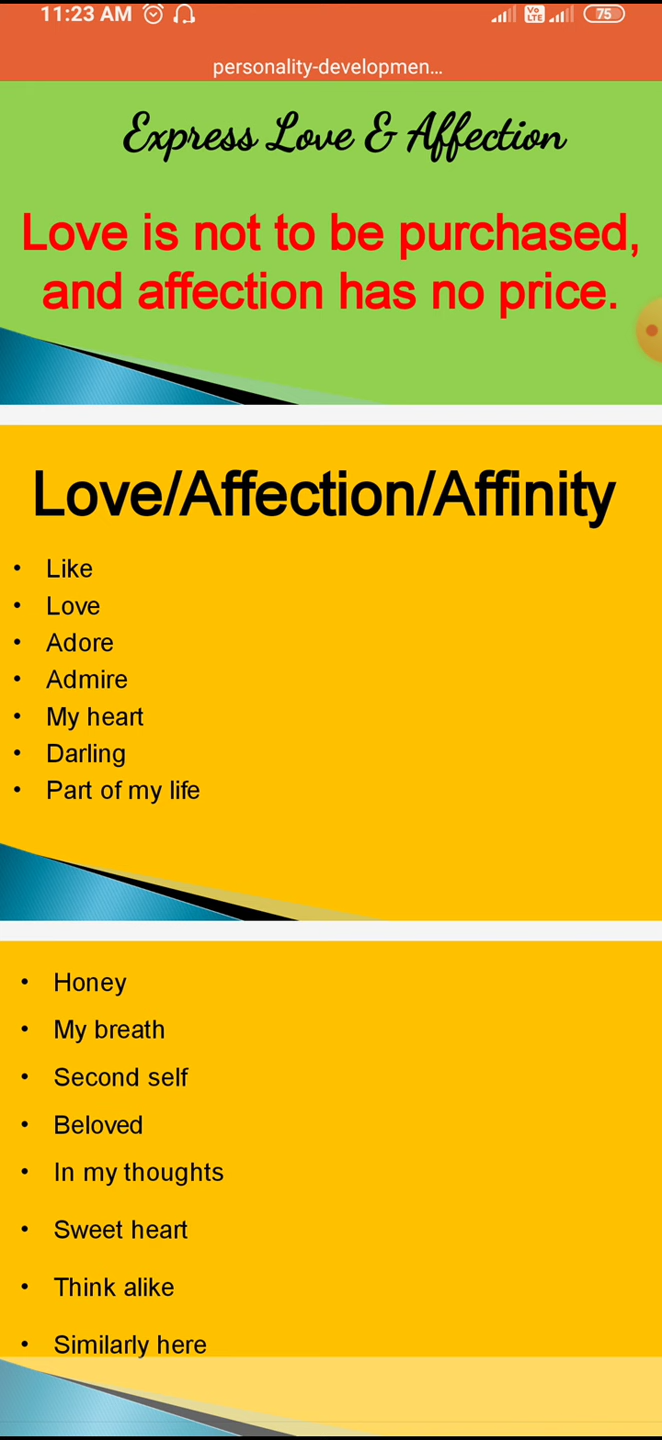 11:23 AM Vo LTE 75
personality-developmen...
Express Love & Affection
Love is not to be purchased,
and affection has no price.
Love/Affection/Affinity
• Like
• Love
• Adore
• Admire
• My heart
• Darling
• Part of my life
• Honey
• My breath
• Second self
• Beloved
• In my thoughts
• Sweet heart
• Think alike
• Similarly here